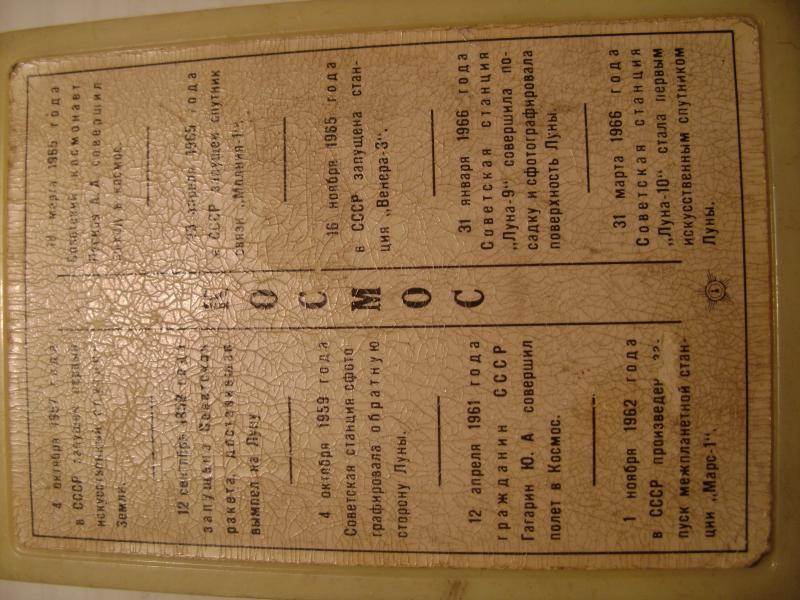 4 октября 1957 года
в СССР запущен первый
искусственный спутник
Земли.
12 сентября 1959 года
запущена Советская
ракета, доставившая
вымпел на Луну
4 октября 1959 года
Советская станция сфото
графировала обратную
сторону Луны.
12 апреля 1961 года
гражданин СССР
Гагарин Ю. А совершил
полет в Космос.
1 ноября 1962 года
в СССР произведен за-
пуск межпланетной стан-
ции „Марс-1“.
КОСМОС
18 марта 1965 года
Советский космонавт
Леонов А. А. совершил
выход в космос.
23 апреля 1965 года
в СССР запущен спутник
связи „Молния-1“.
16 ноября 1965 года
в СССР запущена стан-
ция „Венера-3“.
31 января 1966 года
Советская станция
„Луна-9“ совершила по-
садку и сфотографировала
поверхность Луны.
31 марта 1966 года
Советская станция
„Луна-10“ стала первым
искусственным спутником
Луны.